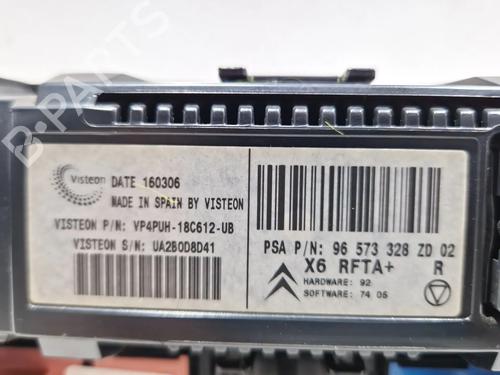 B-PARTS
Visteon
DATE 160306
MADE IN SPAIN BY VISTEON
VISTEON P/N: VP4PUH-18C612-UB
VISTEON S/N: UA2B0D8D41
PSA P/N: 96 573 328 ZD 02
X6 RFTA+ R
HARDWARE: 92
SOFTWARE: 74 06